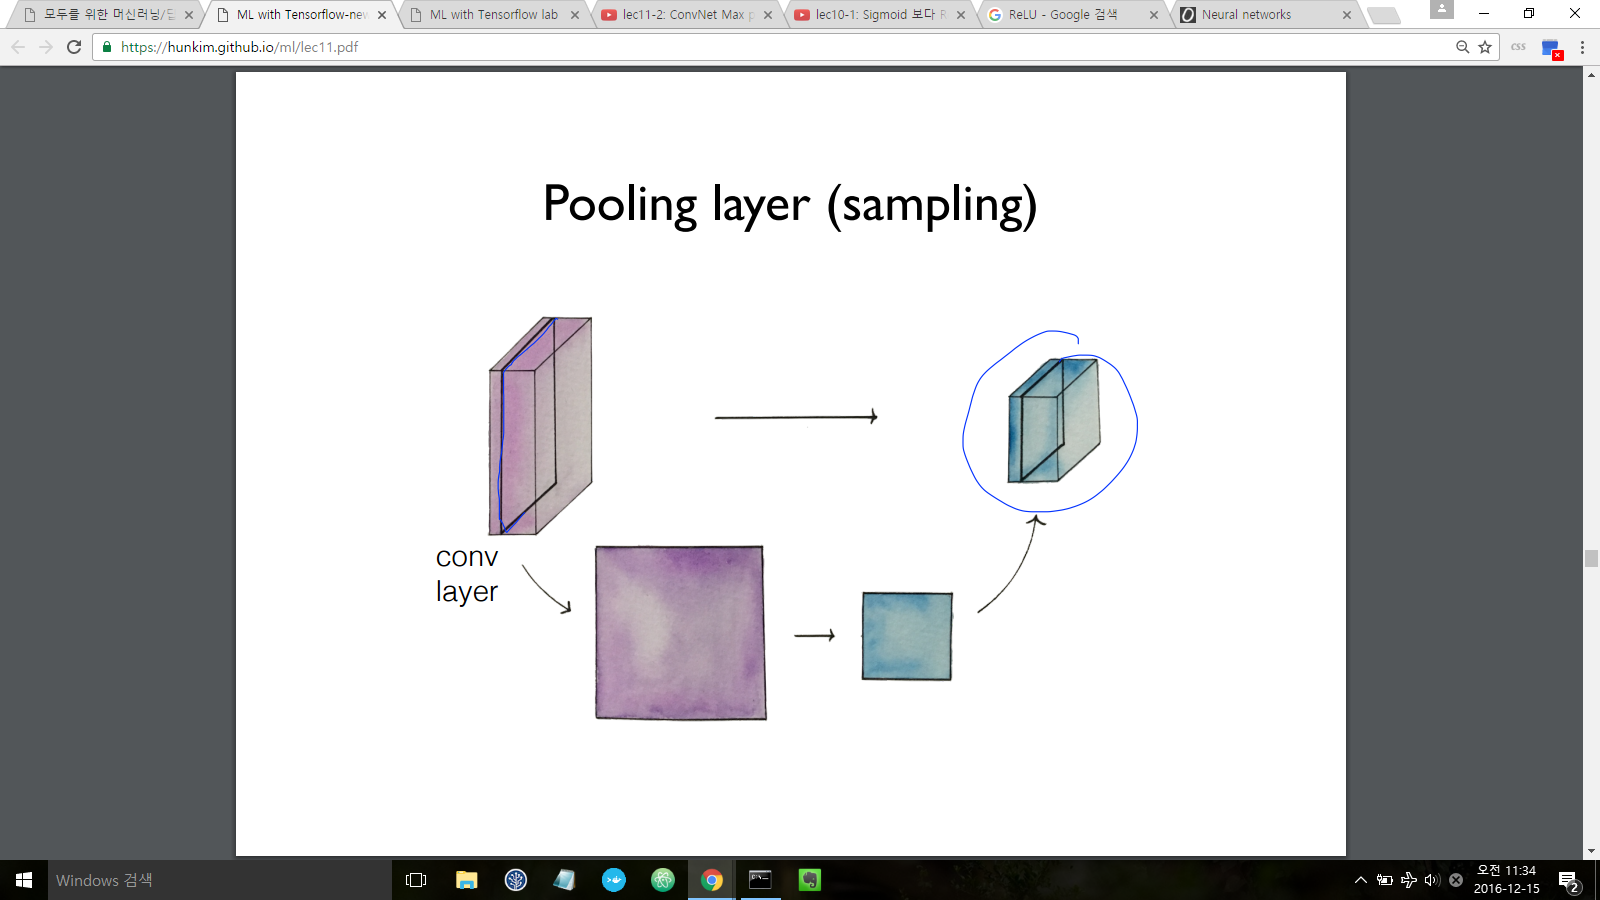 모두를 위한 머신러닝/딥
ML with Tensorflow-new
ML with Tensorflow lab
lec11-2: ConvNet Max p
lec10-1: Sigmoid 보다 R
ReLU - Google 검색
Neural networks
https://hunkim.github.io/ml/lec11.pdf
css
Pooling layer (sampling)
conv
layer
Windows 검색
오전 11:34
2016-12-15
2